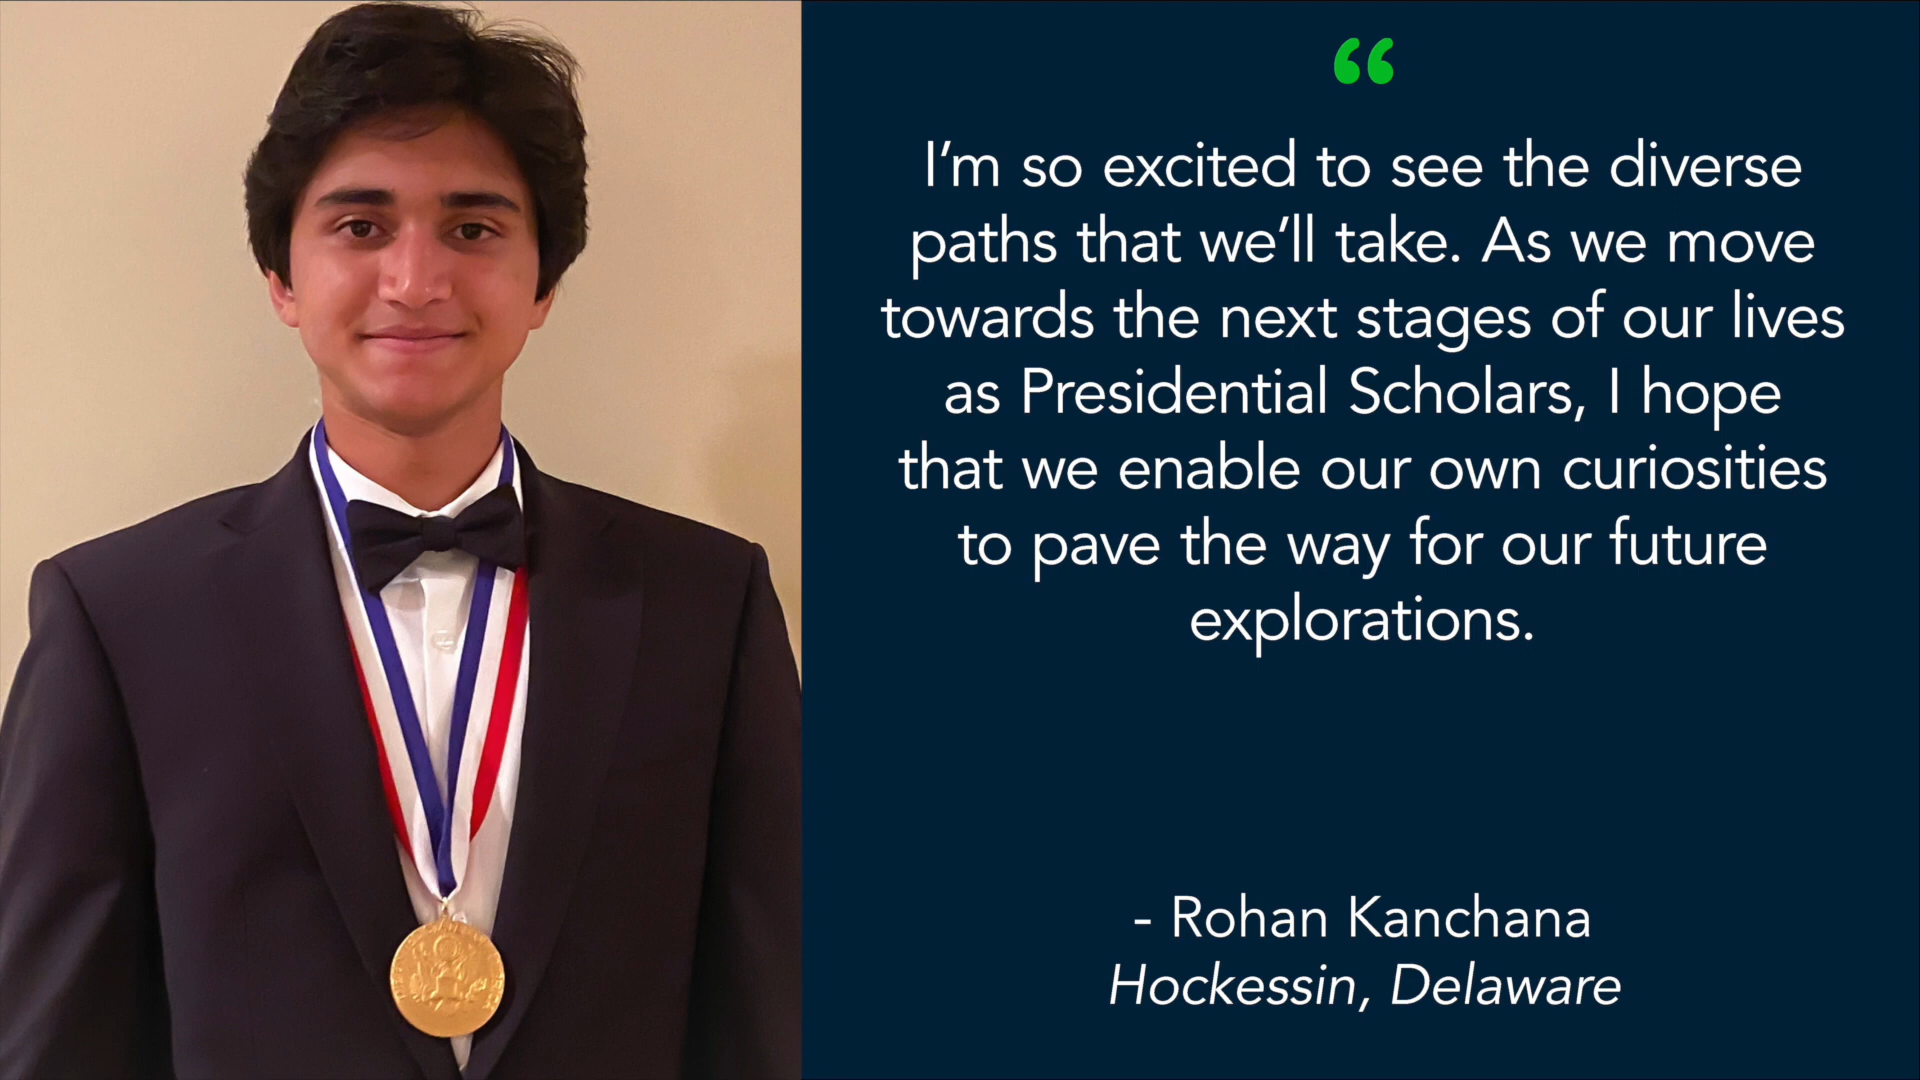 “
I’m so excited to see the diverse
paths that we’ll take. As we move
towards the next stages of our lives
as Presidential Scholars, I hope
that we enable our own curiosities
to pave the way for our future
explorations.
- Rohan Kanchana
Hockessin, Delaware